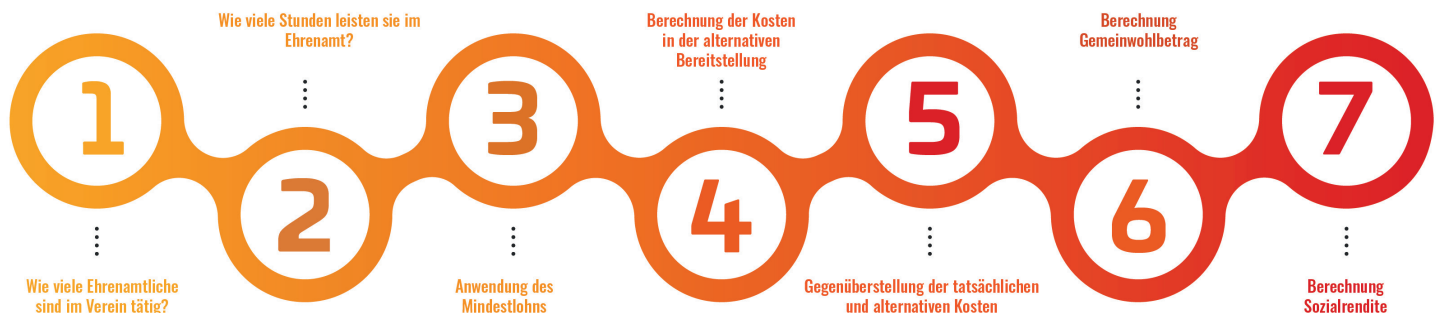 1
Wie viele Ehrenamtliche
sind im Verein tätig?
Wie viele Stunden leisten sie im
Ehrenamt?
2
3
Anwendung des
Mindestlohns
Berechnung der Kosten
in der alternativen
Bereitstellung
4
5
Gegenüberstellung der tatsächlichen
und alternativen Kosten
Berechnung
Gemeinwohlbetrag
6
7
Berechnung
Sozialrendite